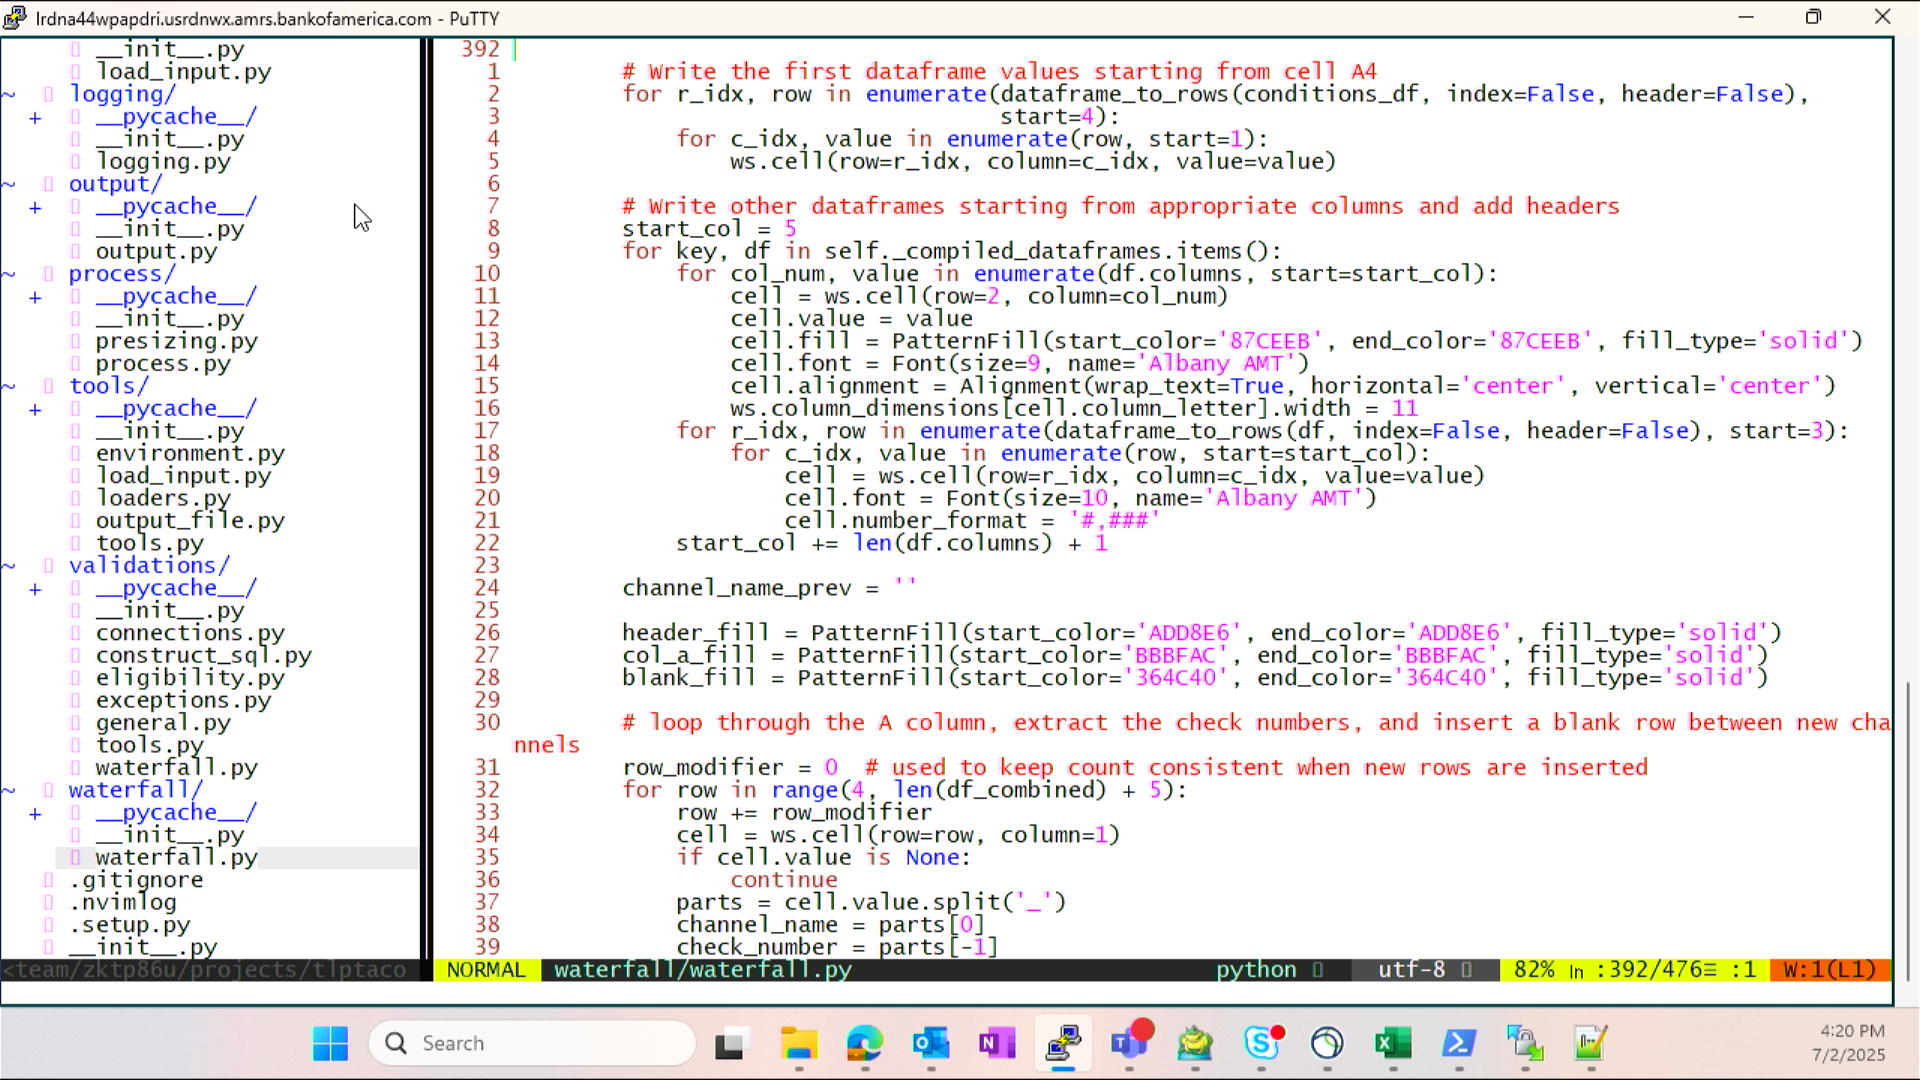 lrdna44wpapdri.usrdnwx.amrs.bankofamerica.com - PuTTY
__init__.py
load_input.py
~ logging/
+ __pycache__/
__init__.py
logging.py
~ output/
+ __pycache__/
__init__.py
output.py
~ process/
+ __pycache__/
__init__.py
presizing.py
process.py
~ tools/
+ __pycache__/
__init__.py
environment.py
load_input.py
loaders.py
output_file.py
tools.py
~ validations/
+ __pycache__/
__init__.py
connections.py
construct_sql.py
eligibility.py
exceptions.py
general.py
tools.py
waterfall.py
~ waterfall/
+ __pycache__/
__init__.py
waterfall.py
.gitignore
.nvimlog
.setup.py
__init__.py
<team/zktp86u/projects/tlptaco
392
1 # Write the first dataframe values starting from cell A4
2 for r_idx, row in enumerate(dataframe_to_rows(conditions_df, index=False, header=False),
3 start=4):
4 for c_idx, value in enumerate(row, start=1):
5 ws.cell(row=r_idx, column=c_idx, value=value)
6
7 # Write other dataframes starting from appropriate columns and add headers
8 start_col = 5
9 for key, df in self._compiled_dataframes.items():
10 for col_num, value in enumerate(df.columns, start=start_col):
11 cell = ws.cell(row=2, column=col_num)
12 cell.value = value
13 cell.fill = PatternFill(start_color='87CEEB', end_color='87CEEB', fill_type='solid')
14 cell.font = Font(size=9, name='Albany AMT')
15 cell.alignment = Alignment(wrap_text=True, horizontal='center', vertical='center')
16 ws.column_dimensions[cell.column_letter].width = 11
17 for r_idx, row in enumerate(dataframe_to_rows(df, index=False, header=False), start=3):
18 for c_idx, value in enumerate(row, start=start_col):
19 cell = ws.cell(row=r_idx, column=c_idx, value=value)
20 cell.font = Font(size=10, name='Albany AMT')
21 cell.number_format = '#,###'
22 start_col += len(df.columns) + 1
23
24 channel_name_prev = ''
25
26 header_fill = PatternFill(start_color='ADD8E6', end_color='ADD8E6', fill_type='solid')
27 col_a_fill = PatternFill(start_color='BBBFAC', end_color='BBBFAC', fill_type='solid')
28 blank_fill = PatternFill(start_color='364C40', end_color='364C40', fill_type='solid')
29
30 # loop through the A column, extract the check numbers, and insert a blank row between new cha
nnels
31 row_modifier = 0 # used to keep count consistent when new rows are inserted
32 for row in range(4, len(df_combined) + 5):
33 row += row_modifier
34 cell = ws.cell(row=row, column=1)
35 if cell.value is None:
36 continue
37 parts = cell.value.split('_')
38 channel_name = parts[0]
39 check_number = parts[-1]
NORMAL waterfall/waterfall.py python utf-8 82% ln :392/476≡ :1 W:1(L1)
Search
4:20 PM
7/2/2025